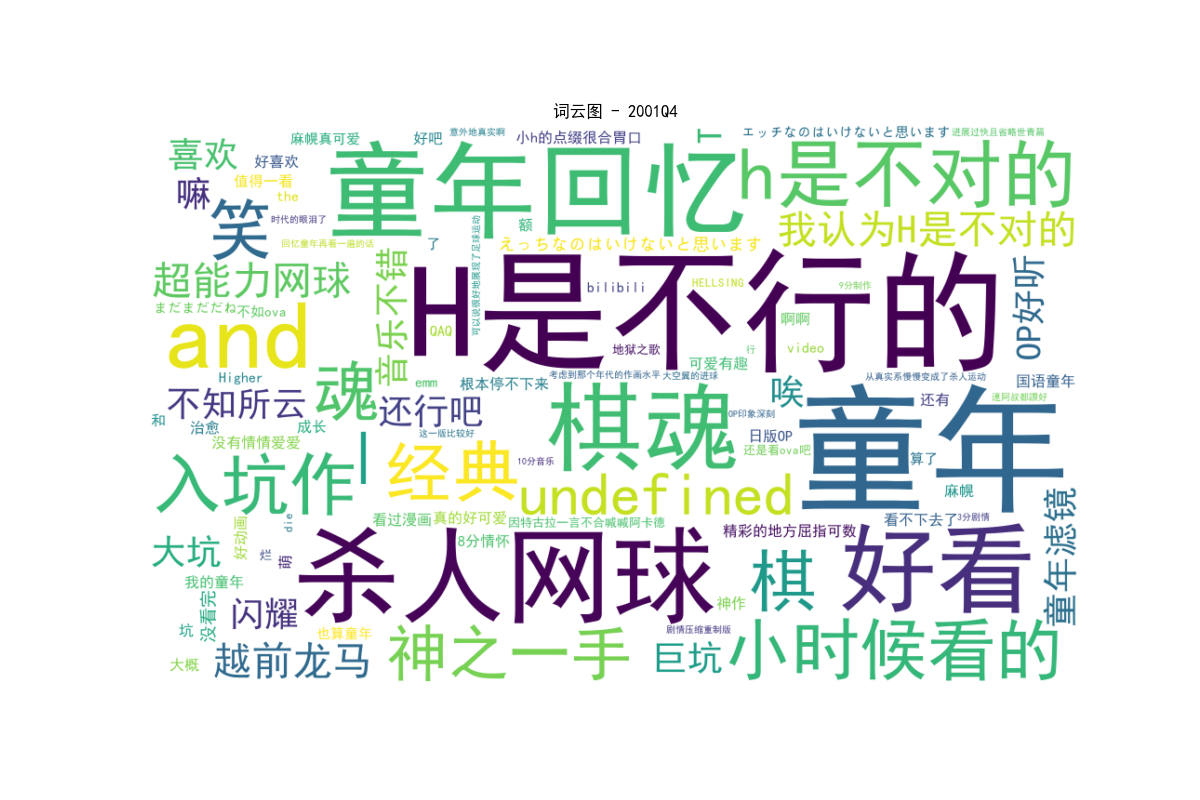 词云图 - 2001Q4
麻幌真可爱
好吧
意外地真实啊
小h的点缀很合胃口
T
エッチなのはいけないと思います
进展过快且省略世青篇
喜欢
好喜欢
童年回忆
h是不对的
嘛
值得一看
the
笑
时代的眼泪了
额
我认为H是不对的
回忆童年再看一遍的话
了
えっちなのはいけないと思います
可以说很好地展现了足球运动
超能力网球
音乐不错
H是不行的
bilibili
HELLSING
9分制作
OP好听
まだまだだね
不如ova
and
QAQ
啊啊
地狱之歌
video
行
可爱有趣
Higher
emm
根本停不下来
考虑到那个年代的作画水平
大空翼的进球
从真实系慢慢变成了杀人运动
国语童年
魂
唉
不知所云
还行吧
棋魂
童年
还有
連阿叔都讚好
OP印象深刻
和
治愈
成长
没有情情爱爱
这一版比较好
日版OP
还是看ova吧
入坑作
I
经典
10分音乐
算了
undefined
麻幌
童年滤镜
看过漫画
真的好可爱
因特古拉一言不合喊喊阿卡德
精彩的地方屈指可数
看不下去了
3分剧情
die
好动画
大坑
坑
萌
8分情怀
杀人网球
棋
好看
我的童年
没看完
闪耀
神作
坑
也算童年
剧情压缩重制版
大概
越前龙马
神之一手
巨坑
小时候看的